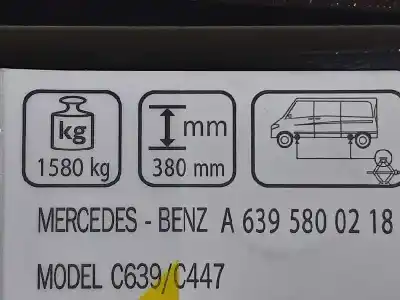 kg
mm
1580 kg
380 mm
MERCEDES - BENZ A 639 580 02 18
MODEL C639/C447